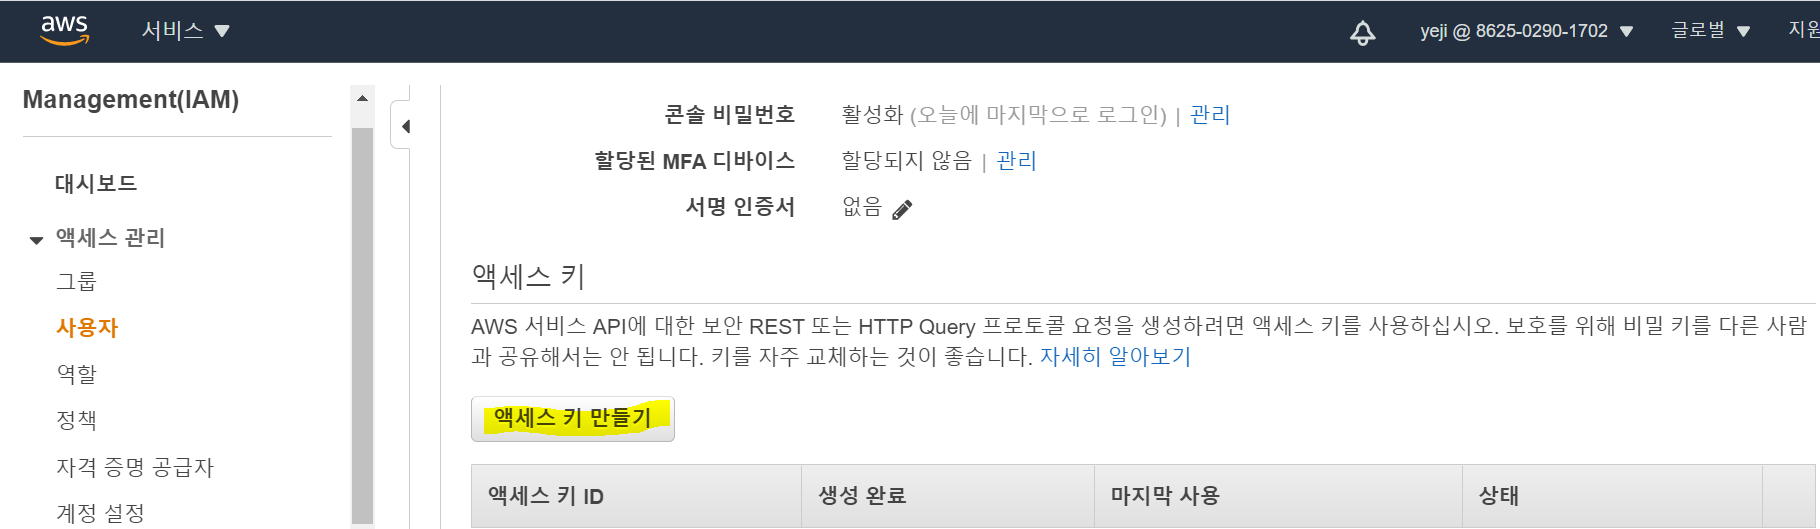 aws 서비스 yeji @ 8625-0290-1702 글로벌 지원
Management(IAM)
대시보드
액세스 관리
그룹
사용자
역할
정책
자격 증명 공급자
계정 설정
콘솔 비밀번호 활성화 (오늘에 마지막으로 로그인) | 관리
할당된 MFA 디바이스 할당되지 않음 | 관리
서명 인증서 없음
액세스 키
AWS 서비스 API에 대한 보안 REST 또는 HTTP Query 프로토콜 요청을 생성하려면 액세스 키를 사용하십시오. 보호를 위해 비밀 키를 다른 사람
과 공유해서는 안 됩니다. 키를 자주 교체하는 것이 좋습니다. 자세히 알아보기
액세스 키 만들기
액세스 키 ID 생성 완료 마지막 사용 상태